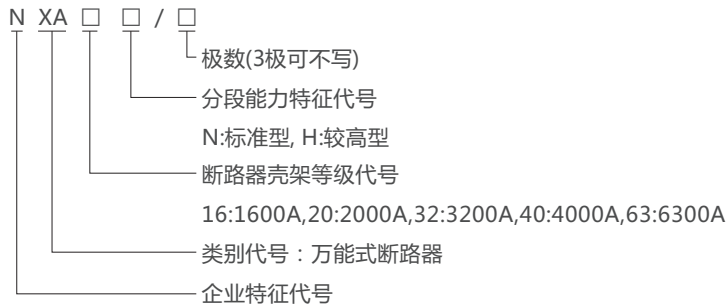 N XA □ □ / □
极数(3极可不写)
分段能力特征代号
N:标准型, H:较高型
断路器壳架等级代号
16:1600A,20:2000A,32:3200A,40:4000A,63:6300A
类别代号：万能式断路器
企业特征代号